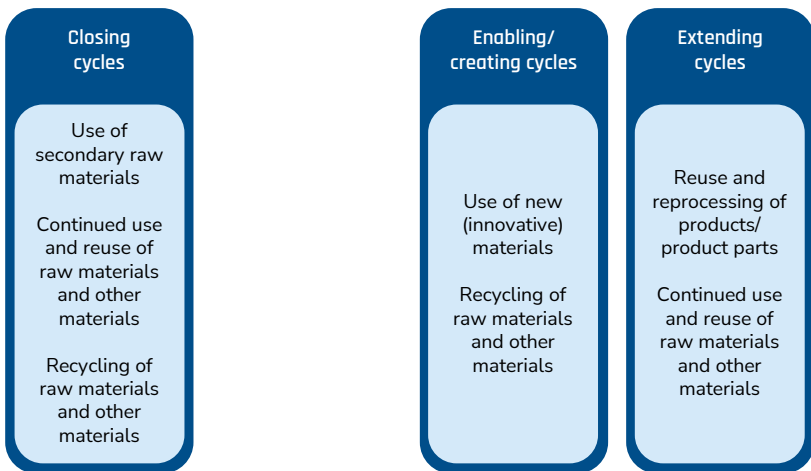 Closing
cycles
Use of
secondary raw
materials
Continued use
and reuse of
raw materials
and other
materials
Recycling of
raw materials
and other
materials
Enabling/
creating cycles
Use of new
(innovative)
materials
Recycling of
raw materials
and other
materials
Extending
cycles
Reuse and
reprocessing of
products/
product parts
Continued use
and reuse of
raw materials
and other
materials